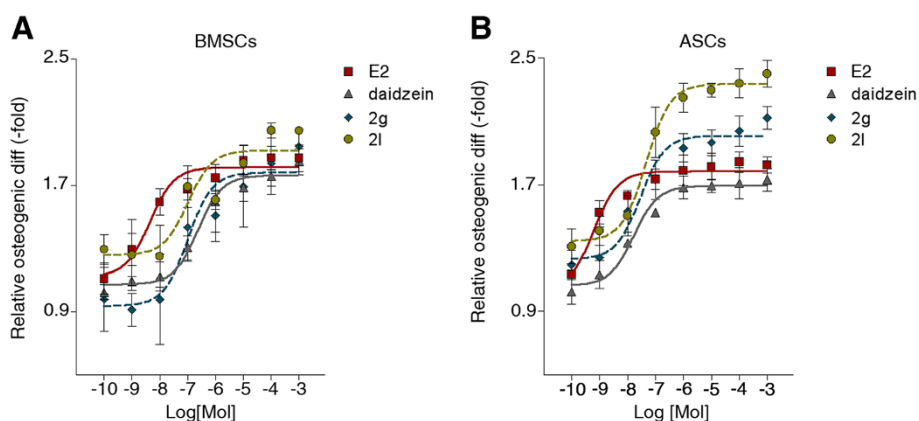 A
BMSCs
2.5
1.7
0.9
Relative osteogenic diff (-fold)
-10 -9 -8 -7 -6 -5 -4 -3
Log[Mol]
E2
daidzein
2g
2l
B
ASCs
2.5
1.7
0.9
Relative osteogenic diff (-fold)
-10 -9 -8 -7 -6 -5 -4 -3
Log [Mol]
E2
daidzein
2g
2l